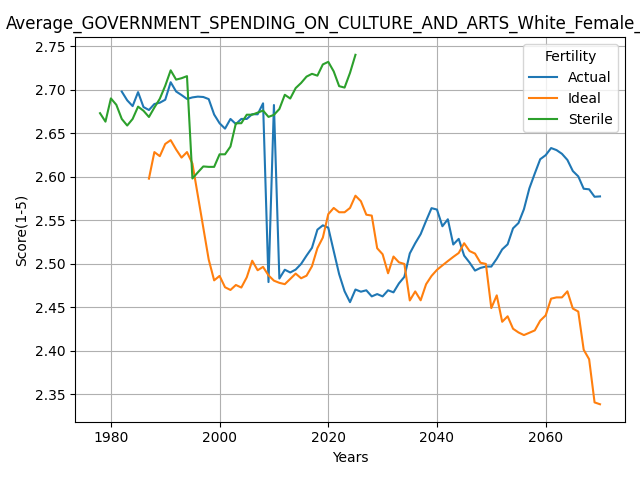 Average_GOVERNMENT_SPENDING_ON_CULTURE_AND_ARTS_White_Female_
Fertility
Actual
Ideal
Sterile
Score(1-5)
2.75
2.70
2.65
2.60
2.55
2.50
2.45
2.40
2.35
1980 2000 2020 2040 2060
Years